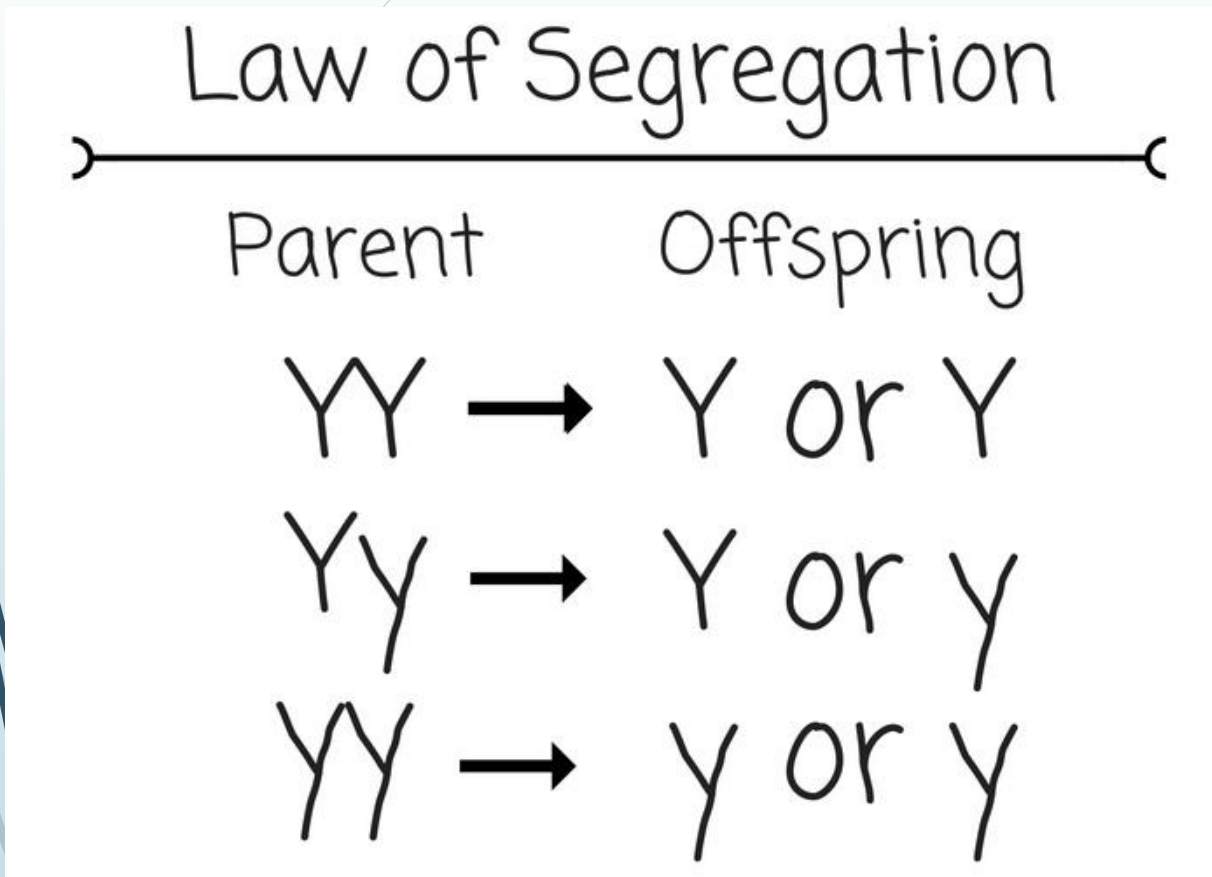 Law of Segregation
Parent Offspring
YY → Y or Y
Yy → Y or y
yy → y or y